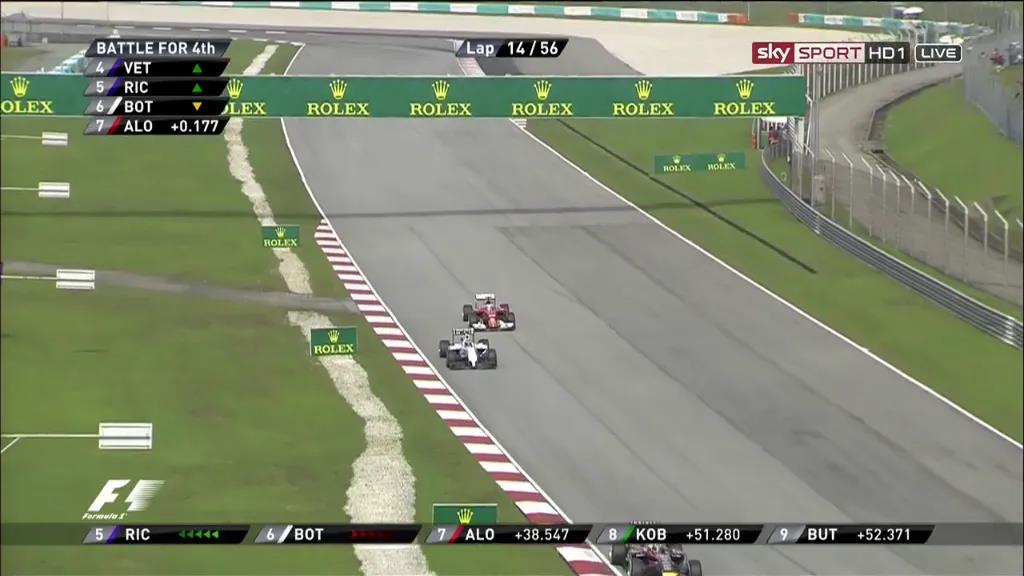 BATTLE FOR 4th
4 VET
5 RIC
6 BOT
7 ALO +0.177
Lap 14 / 56
sky SPORT HD1 LIVE
ROLEX ROLEX ROLEX ROLEX ROLEX ROLEX ROLEX
ROLEX ROLEX
ROLEX
ROLEX
F1
Formula 1
5 RIC 6 BOT 7 ALO +38.547 8 KOB +51.280 9 BUT +52.371